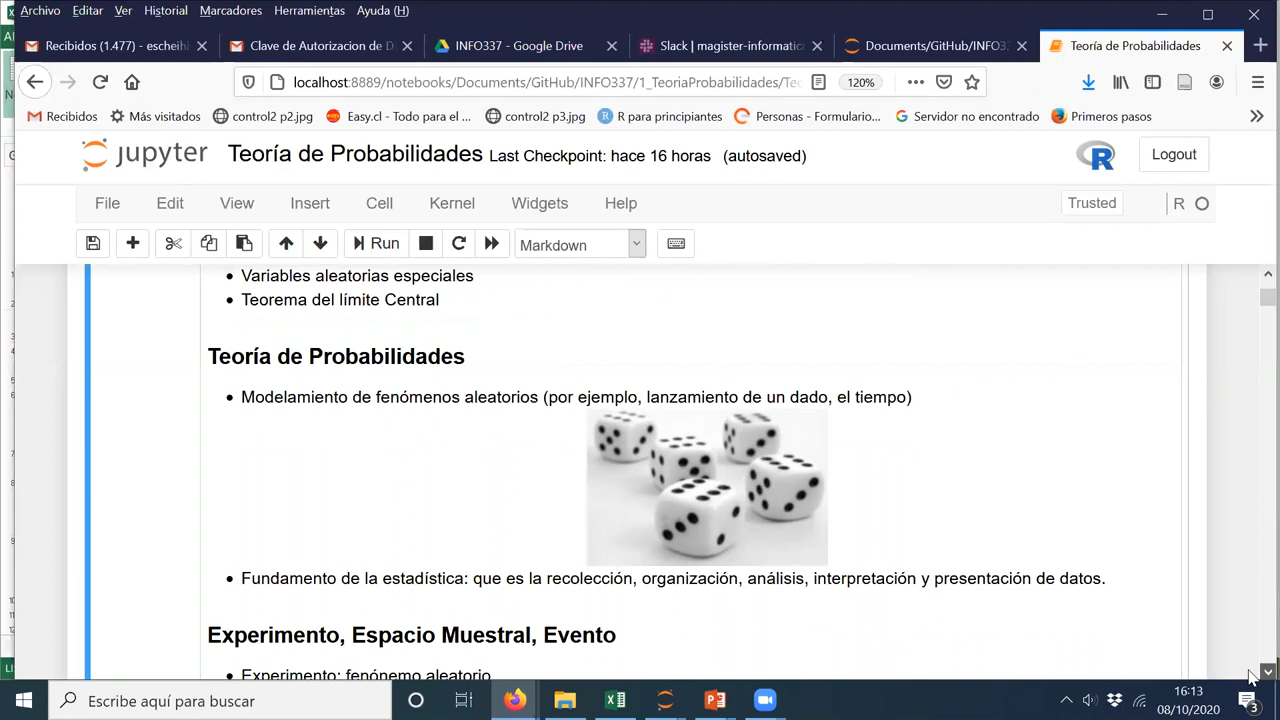 Archivo Editar Ver Historial Marcadores Herramientas Ayuda (H)
Recibidos (1.477) - escheihi
Clave de Autorizacion de D
INFO337 - Google Drive
Slack | magister-informatic
Documents/GitHub/INFO3
Teoría de Probabilidades
localhost:8889/notebooks/Documents/GitHub/INFO337/1_TeoriaProbabilidades/Teo
120%
Recibidos
Más visitados
control2 p2.jpg
Easy.cl - Todo para el ...
control2 p3.jpg
R para principiantes
Personas - Formulario...
Servidor no encontrado
Primeros pasos
jupyter Teoría de Probabilidades Last Checkpoint: hace 16 horas (autosaved)
R
Logout
File Edit View Insert Cell Kernel Widgets Help
Trusted
R
Run
Markdown
• Variables aleatorias especiales
• Teorema del límite Central
Teoría de Probabilidades
• Modelamiento de fenómenos aleatorios (por ejemplo, lanzamiento de un dado, el tiempo)
• Fundamento de la estadística: que es la recolección, organización, análisis, interpretación y presentación de datos.
Experimento, Espacio Muestral, Evento
• Experimento: fenónemo aleatorio
Escribe aquí para buscar
16:13
08/10/2020
3